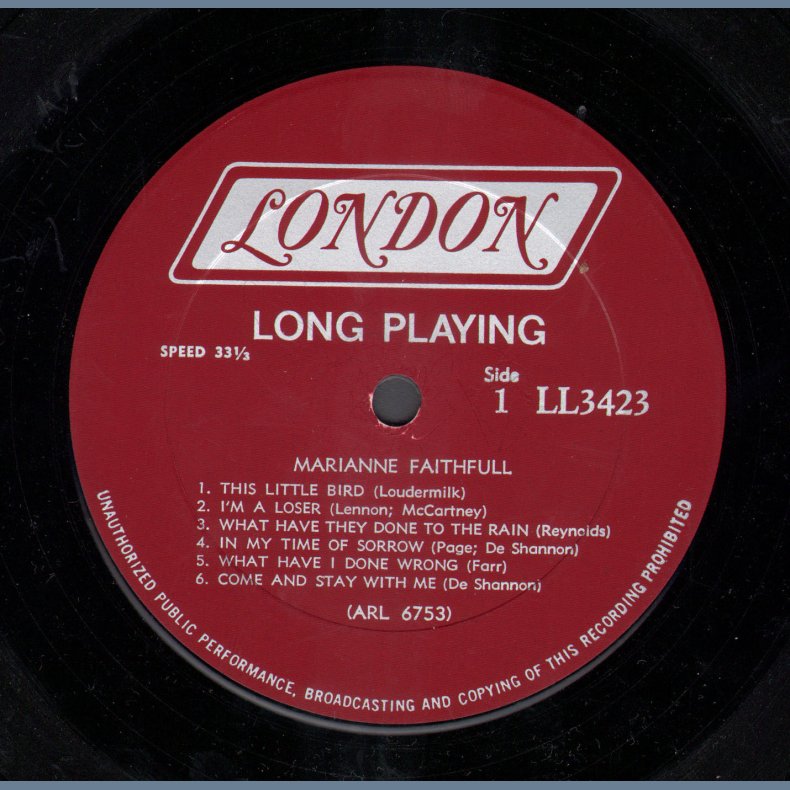 LONDON
LONG PLAYING
SPEED 33⅓
Side
1 LL3423
MARIANNE FAITHFULL
1. THIS LITTLE BIRD (Loudermilk)
2. I'M A LOSER (Lennon; McCartney)
3. WHAT HAVE THEY DONE TO THE RAIN (Reynolds)
4. IN MY TIME OF SORROW (Page; De Shannon)
5. WHAT HAVE I DONE WRONG (Farr)
6. COME AND STAY WITH ME (De Shannon)
(ARL 6753)
UNAUTHORIZED PUBLIC PERFORMANCE, BROADCASTING AND COPYING OF THIS RECORDING PROHIBITED